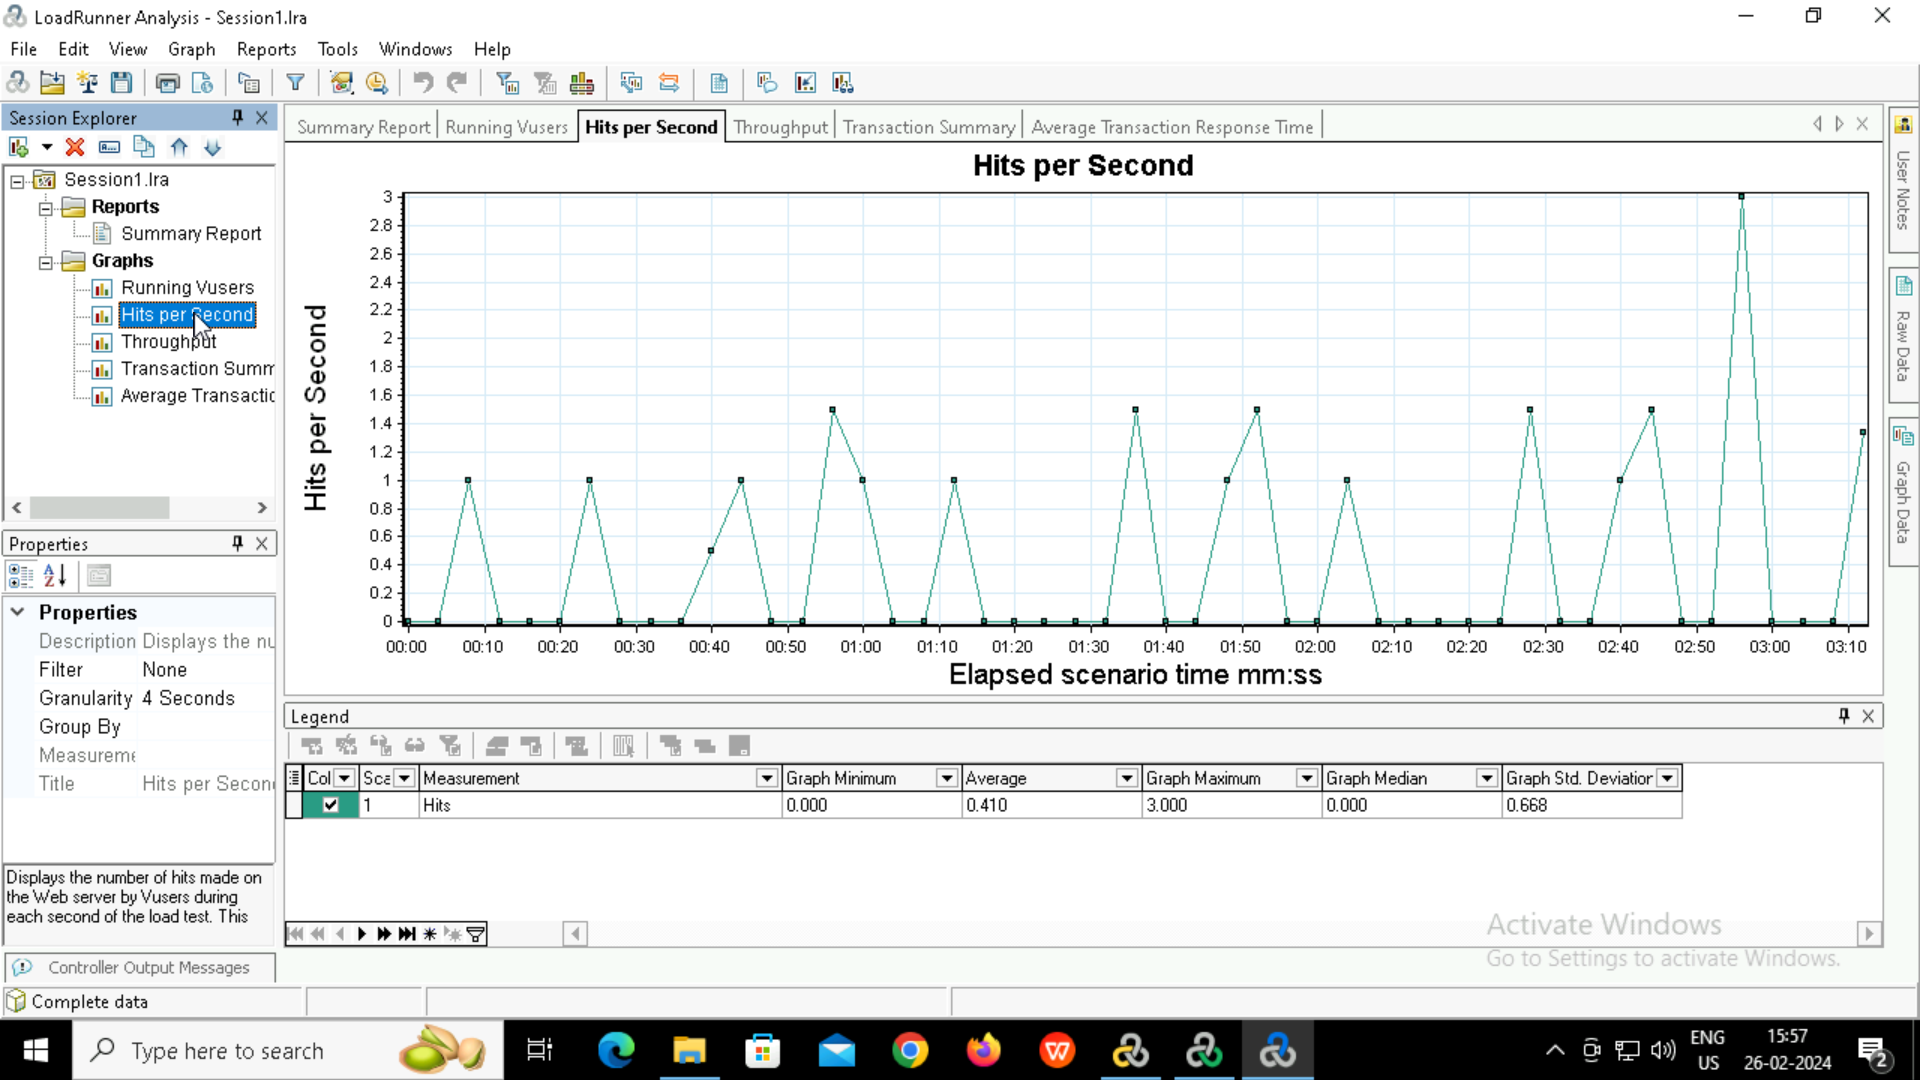 LoadRunner Analysis - Session1.lra
File Edit View Graph Reports Tools Windows Help
Session Explorer
Session1.lra
Reports
Summary Report
Graphs
Running Vusers
Hits per Second
Throughput
Transaction Summ
Average Transactic
Properties
Properties
Description Displays the nu
Filter None
Granularity 4 Seconds
Group By
Measureme
Title Hits per Secon
Displays the number of hits made on
the Web server by Vusers during
each second of the load test. This
Controller Output Messages
Complete data
Summary Report Running Vusers Hits per Second Throughput Transaction Summary Average Transaction Response Time
Hits per Second
Hits per Second
3
2.8
2.6
2.4
2.2
2
1.8
1.6
1.4
1.2
1
0.8
0.6
0.4
0.2
0
00:00 00:10 00:20 00:30 00:40 00:50 01:00 01:10 01:20 01:30 01:40 01:50 02:00 02:10 02:20 02:30 02:40 02:50 03:00 03:10
Elapsed scenario time mm:ss
Legend
Col Sca Measurement Graph Minimum Average Graph Maximum Graph Median Graph Std. Deviation
1 Hits 0.000 0.410 3.000 0.000 0.668
User Notes
Raw Data
Graph Data
Activate Windows
Go to Settings to activate Windows.
Type here to search
ENG
US
15:57
26-02-2024
2